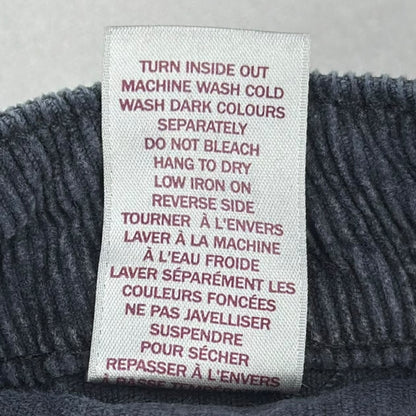 TURN INSIDE OUT
MACHINE WASH COLD
WASH DARK COLOURS
SEPARATELY
DO NOT BLEACH
HANG TO DRY
LOW IRON ON
REVERSE SIDE
TOURNER À L'ENVERS
LAVER À LA MACHINE
À L'EAU FROIDE
LAVER SÉPARÉMENT LES
COULEURS FONCÉES
NE PAS JAVELLISER
SUSPENDRE
POUR SÉCHER
REPASSER À L'ENVERS
À BASSE